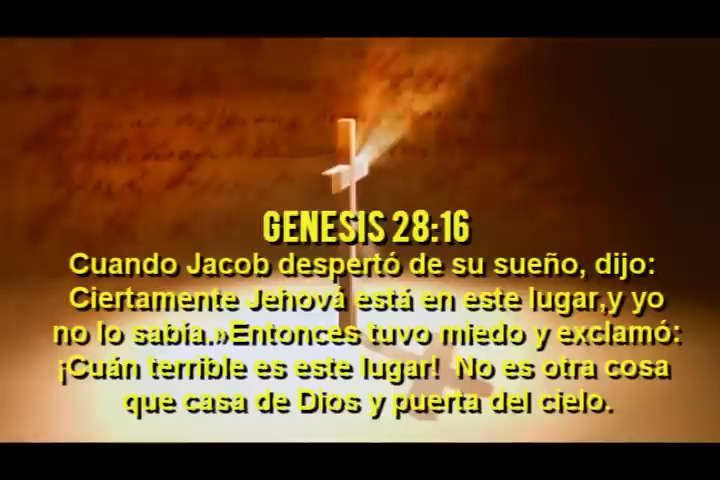 GENESIS 28:16
Cuando Jacob despertó de su sueño, dijo:
Ciertamente Jehová está en este lugar,y yo
no lo sabía.»Entonces tuvo miedo y exclamó:
¡Cuán terrible es este lugar! No es otra cosa
que casa de Dios y puerta del cielo.